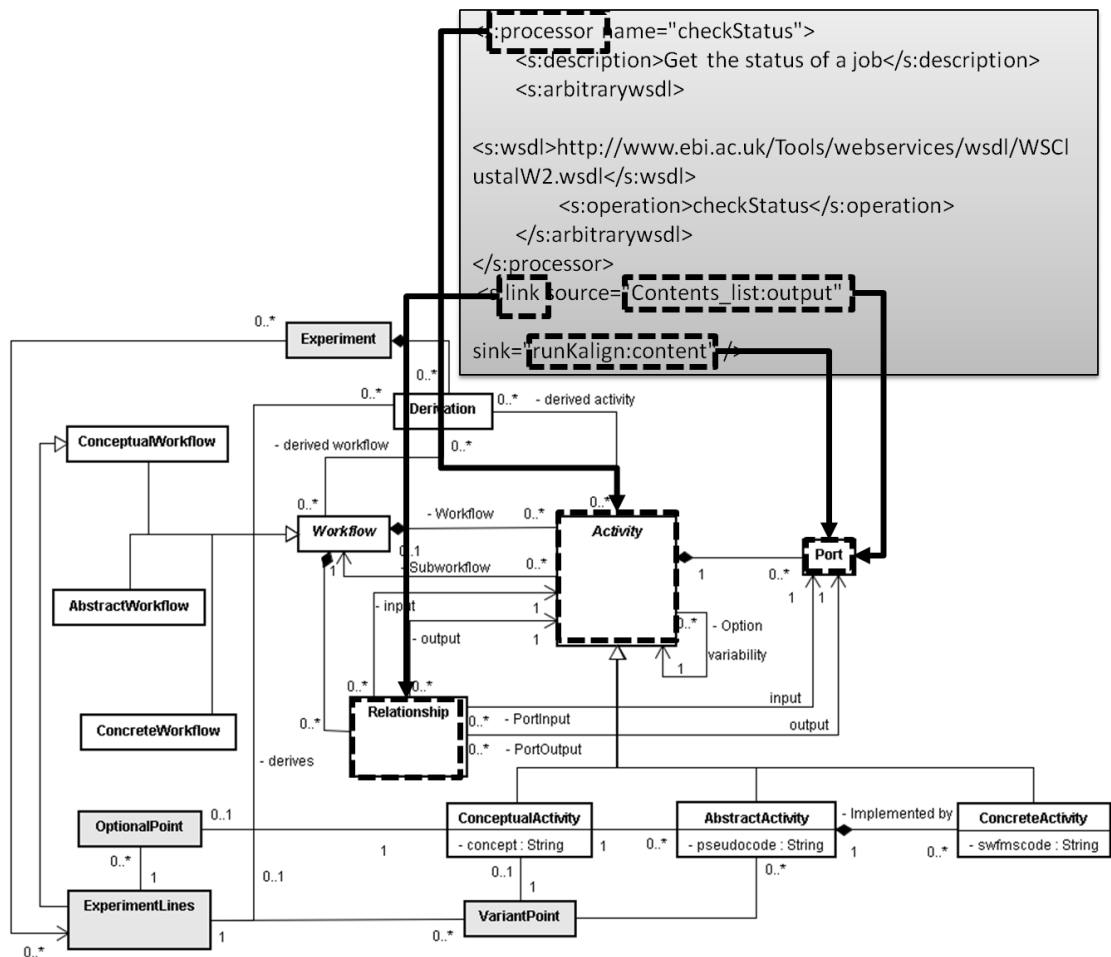 <s:processor name="checkStatus">
<s:description>Get the status of a job</s:description>
<s:arbitrarywsdl>
<s:wsdl>http://www.ebi.ac.uk/Tools/webservices/wsdl/WSCl
ustalW2.wsdl</s:wsdl>
<s:operation>checkStatus</s:operation>
</s:arbitrarywsdl>
</s:processor>
<s:link source="Contents_list:output"
sink="runKalign:content" />
0..*
Experiment
0..*
0..*
Derivation
0..*
- derived activity
ConceptualWorkflow
- derived workflow
0..*
0..*
0..*
Workflow
- Workflow
0..*
Activity
Port
0..1
- Subworkflow
0..*
1
1
0..*
AbstractWorkflow
- input
1
1
1
0..*
- Option
- output
1
variability
1
0..*
0..*
input
Relationship
ConcreteWorkflow
0..*
0..*
- PortInput
output
- derives
0..*
- PortOutput
OptionalPoint
0..1
ConceptualActivity
AbstractActivity
- Implemented by
ConcreteActivity
1
- concept : String
1
0..*
- pseudocode : String
1
0..*
- swfmscode : String
0..*
1
0..1
0..1
1
0..*
ExperimentLines
VariantPoint
0..*
1
0..*